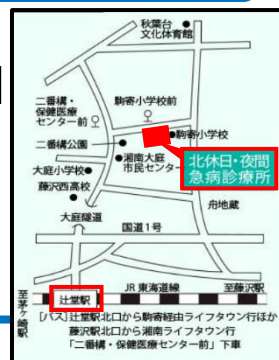 秋葉台
文化体育館
二番構・
保健医療
センター前
駒寄小学校前
二番構公園
駒寄小学校
湘南大庭
市民センター
北休日・夜間
急病診療所
大庭小学校
藤沢西高校
舟地蔵
大庭隧道
国道1号
至茅ヶ崎駅
JR 東海道線
至藤沢駅
辻堂駅
[バス]辻堂駅北口から駒寄経由ライフタウン行ほか
藤沢駅北口から湘南ライフタウン行
「二番構・保健医療センター前」下車